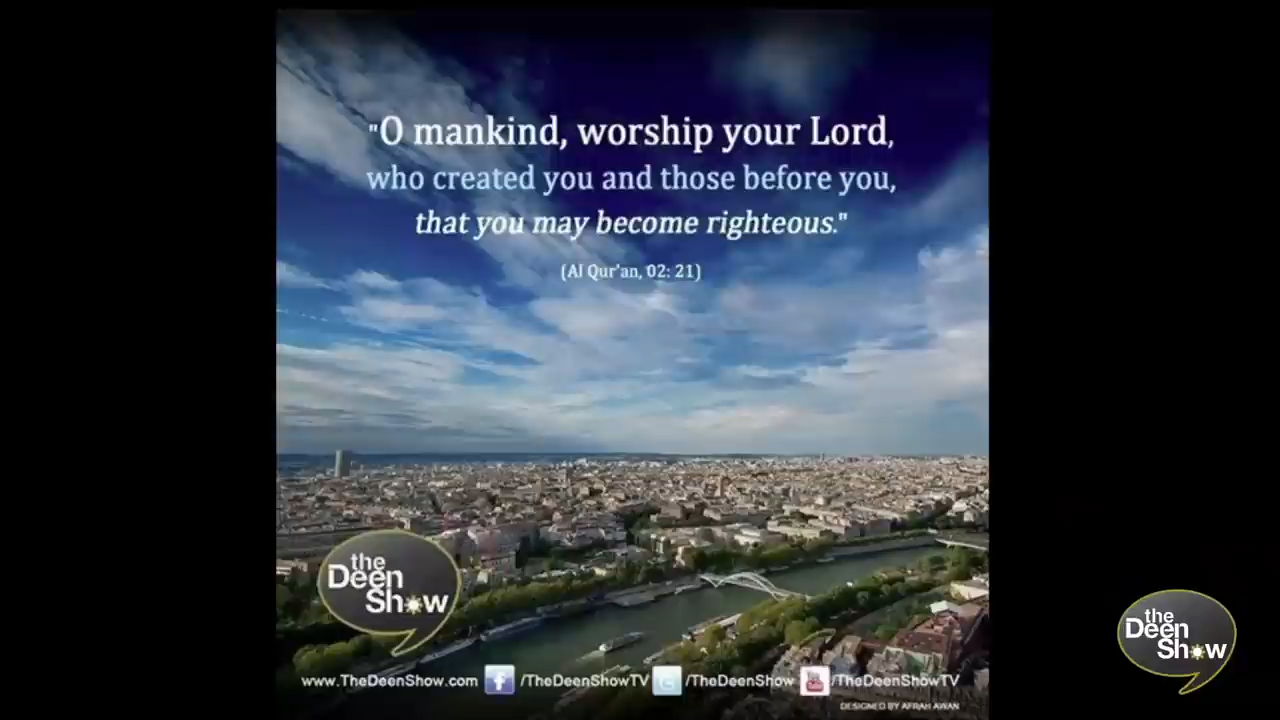 "O mankind, worship your Lord,
who created you and those before you,
that you may become righteous."
(Al Qur'an, 02: 21)
the
Deen
Show
www.TheDeenShow.com /TheDeenShowTV /TheDeenShow /TheDeenShowTV
DESIGNED BY AFRAH AWAN
the
Deen
Show